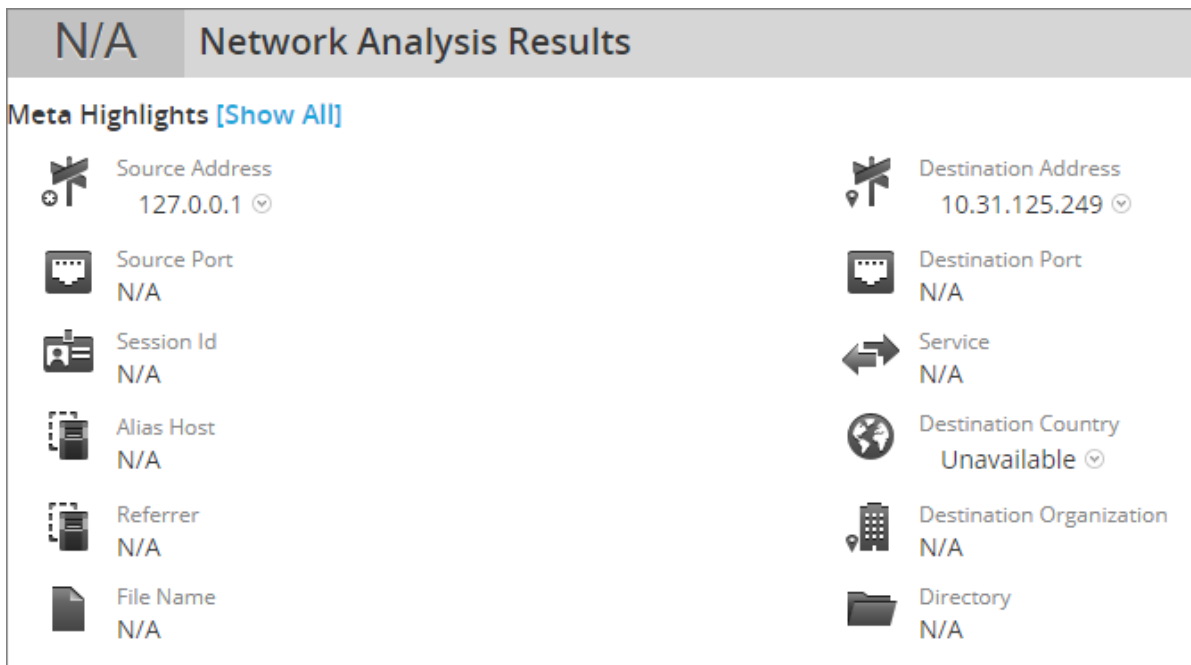 N/A Network Analysis Results
Meta Highlights [Show All]
Source Address
127.0.0.1
Destination Address
10.31.125.249
Source Port
N/A
Destination Port
N/A
Session Id
N/A
Service
N/A
Alias Host
N/A
Destination Country
Unavailable
Referrer
N/A
Destination Organization
N/A
File Name
N/A
Directory
N/A